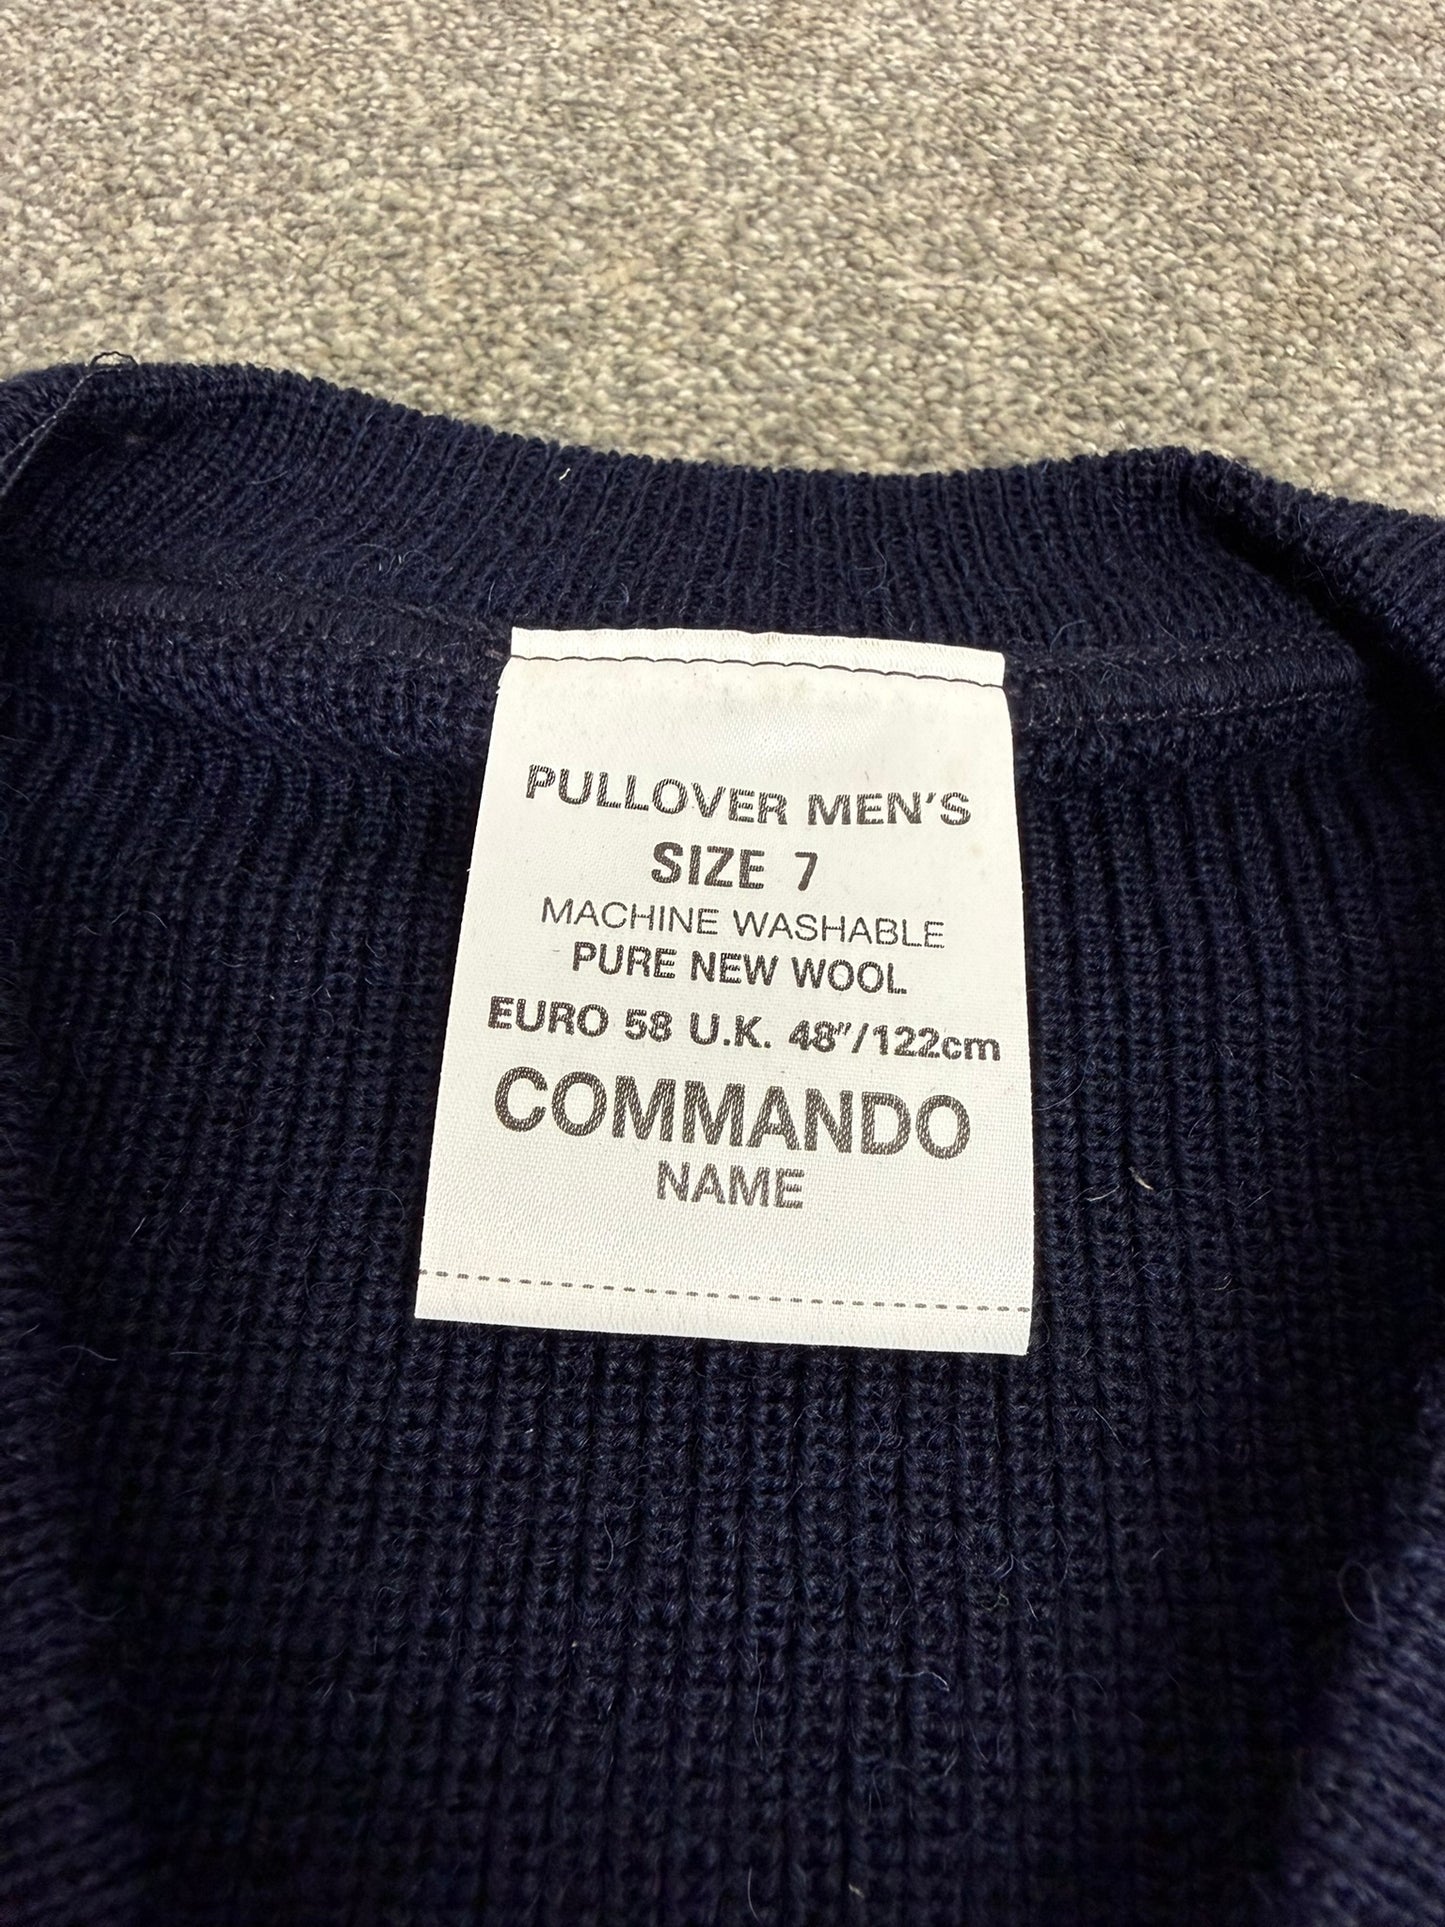 PULLOVER MEN'S
SIZE 7
MACHINE WASHABLE
PURE NEW WOOL
EURO 58 U.K. 48"/122cm
COMMANDO
NAME